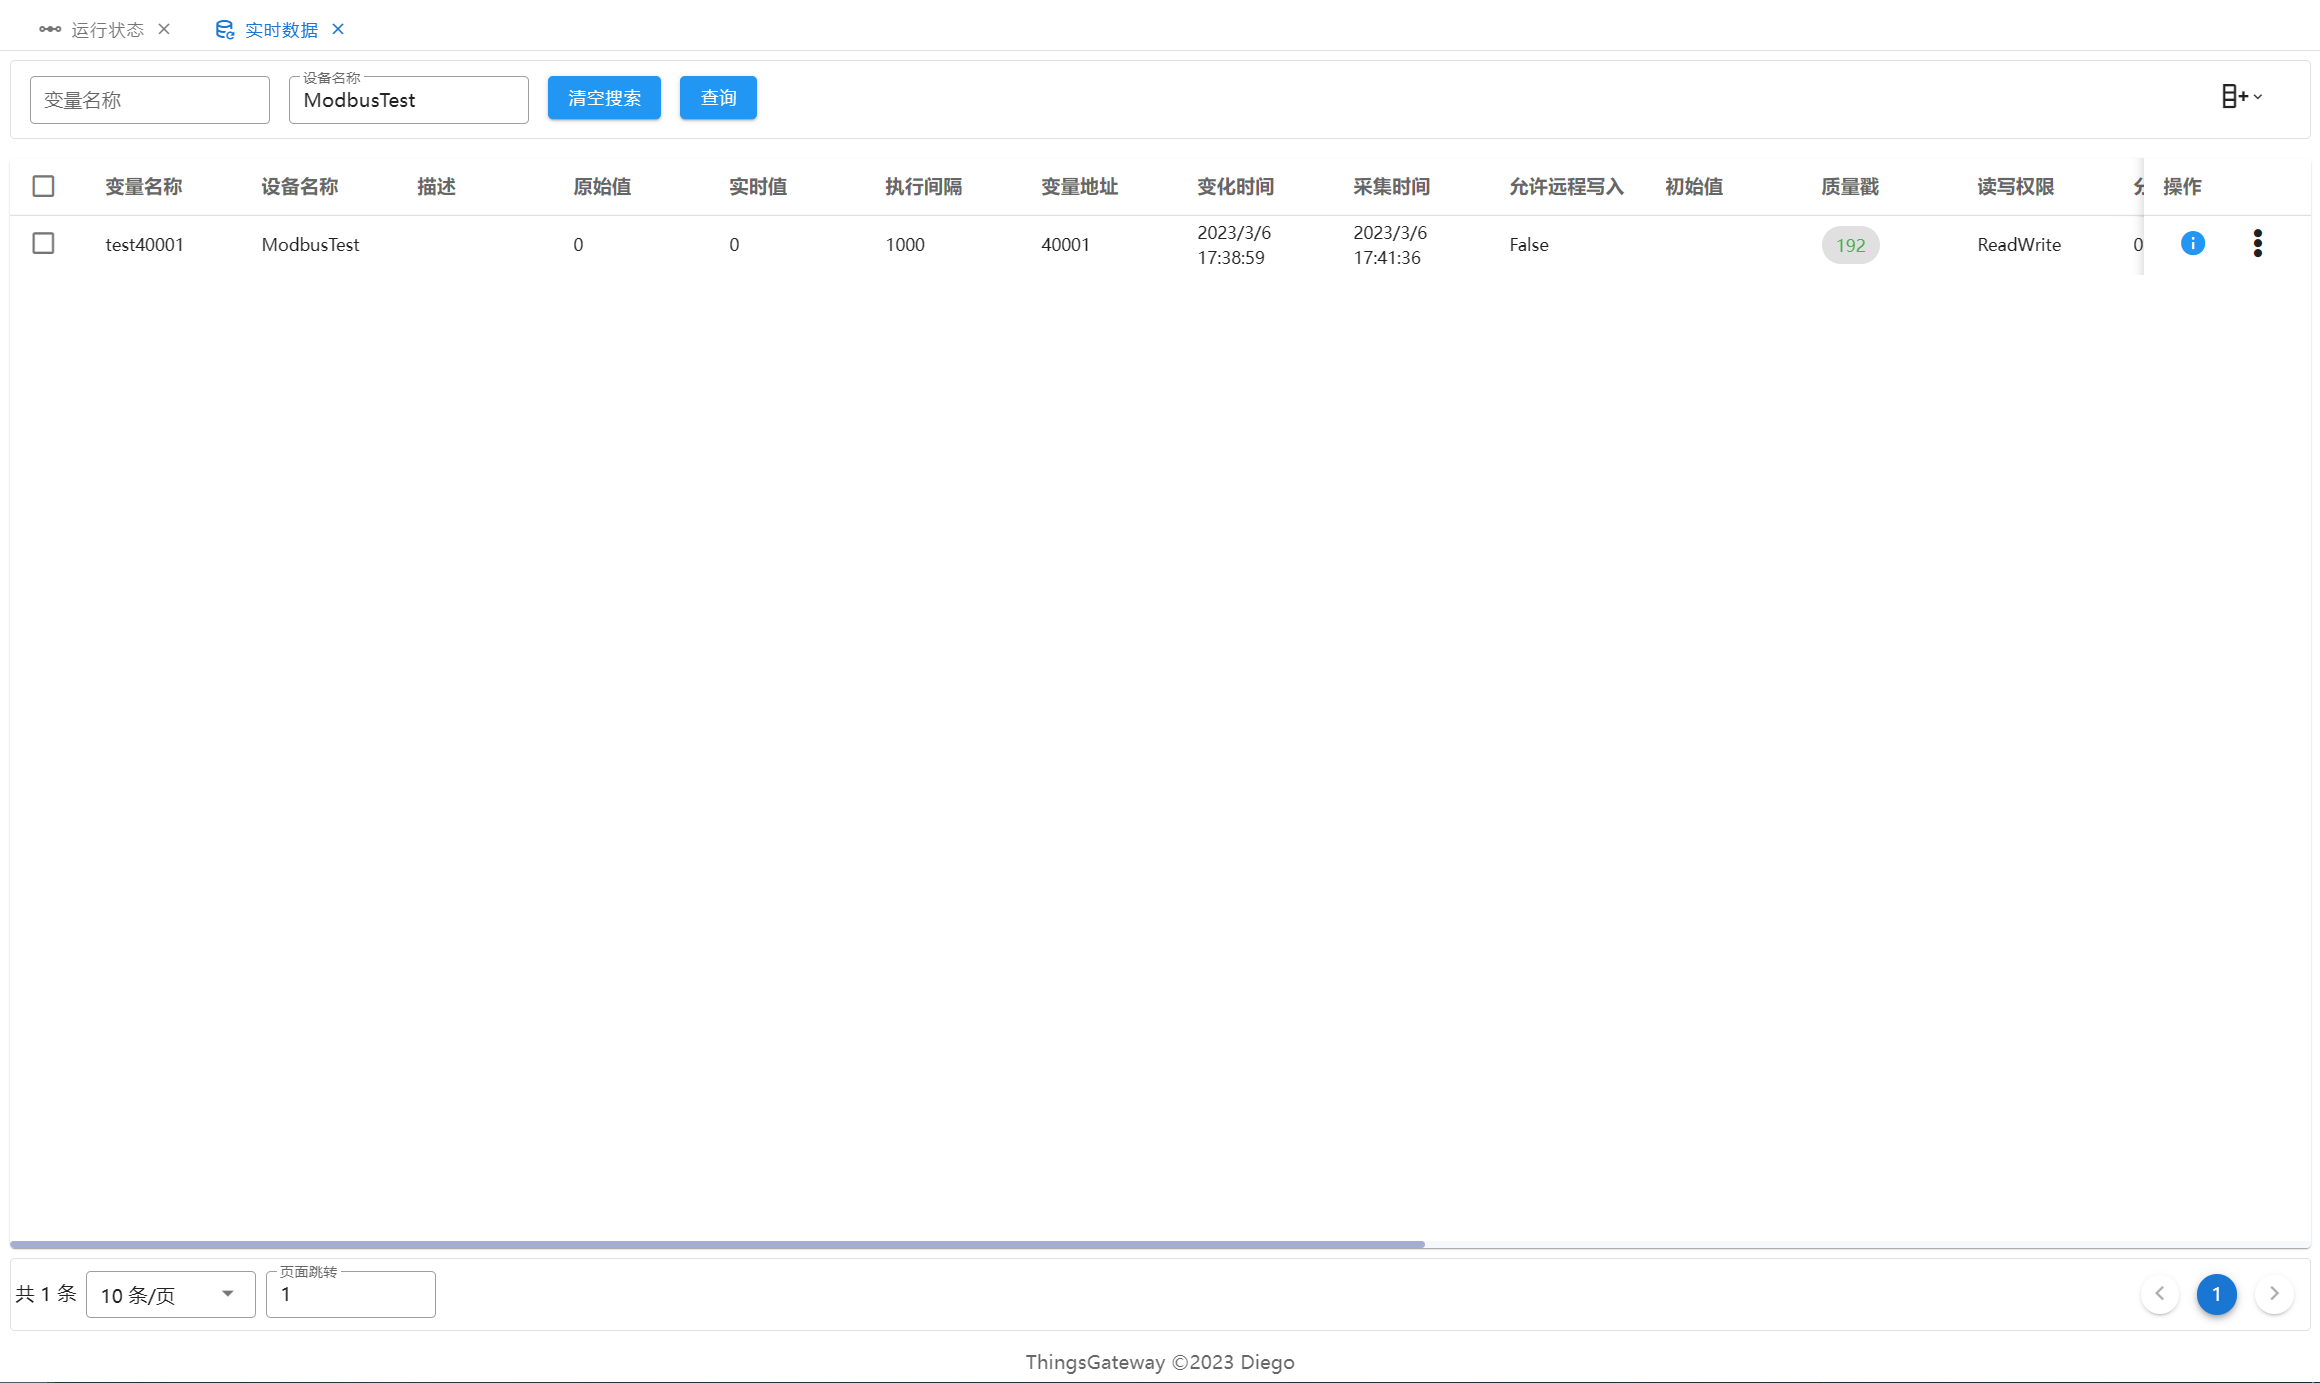 运行状态 实时数据
变量名称 设备名称 ModbusTest 清空搜索 查询
变量名称 设备名称 描述 原始值 实时值 执行间隔 变量地址 变化时间 采集时间 允许远程写入 初始值 质量戳 读写权限 操作
test40001 ModbusTest 0 0 1000 40001 2023/3/6 17:38:59 2023/3/6 17:41:36 False 192 ReadWrite 0
共 1 条 10 条/页 页面跳转 1 1
ThingsGateway ©2023 Diego